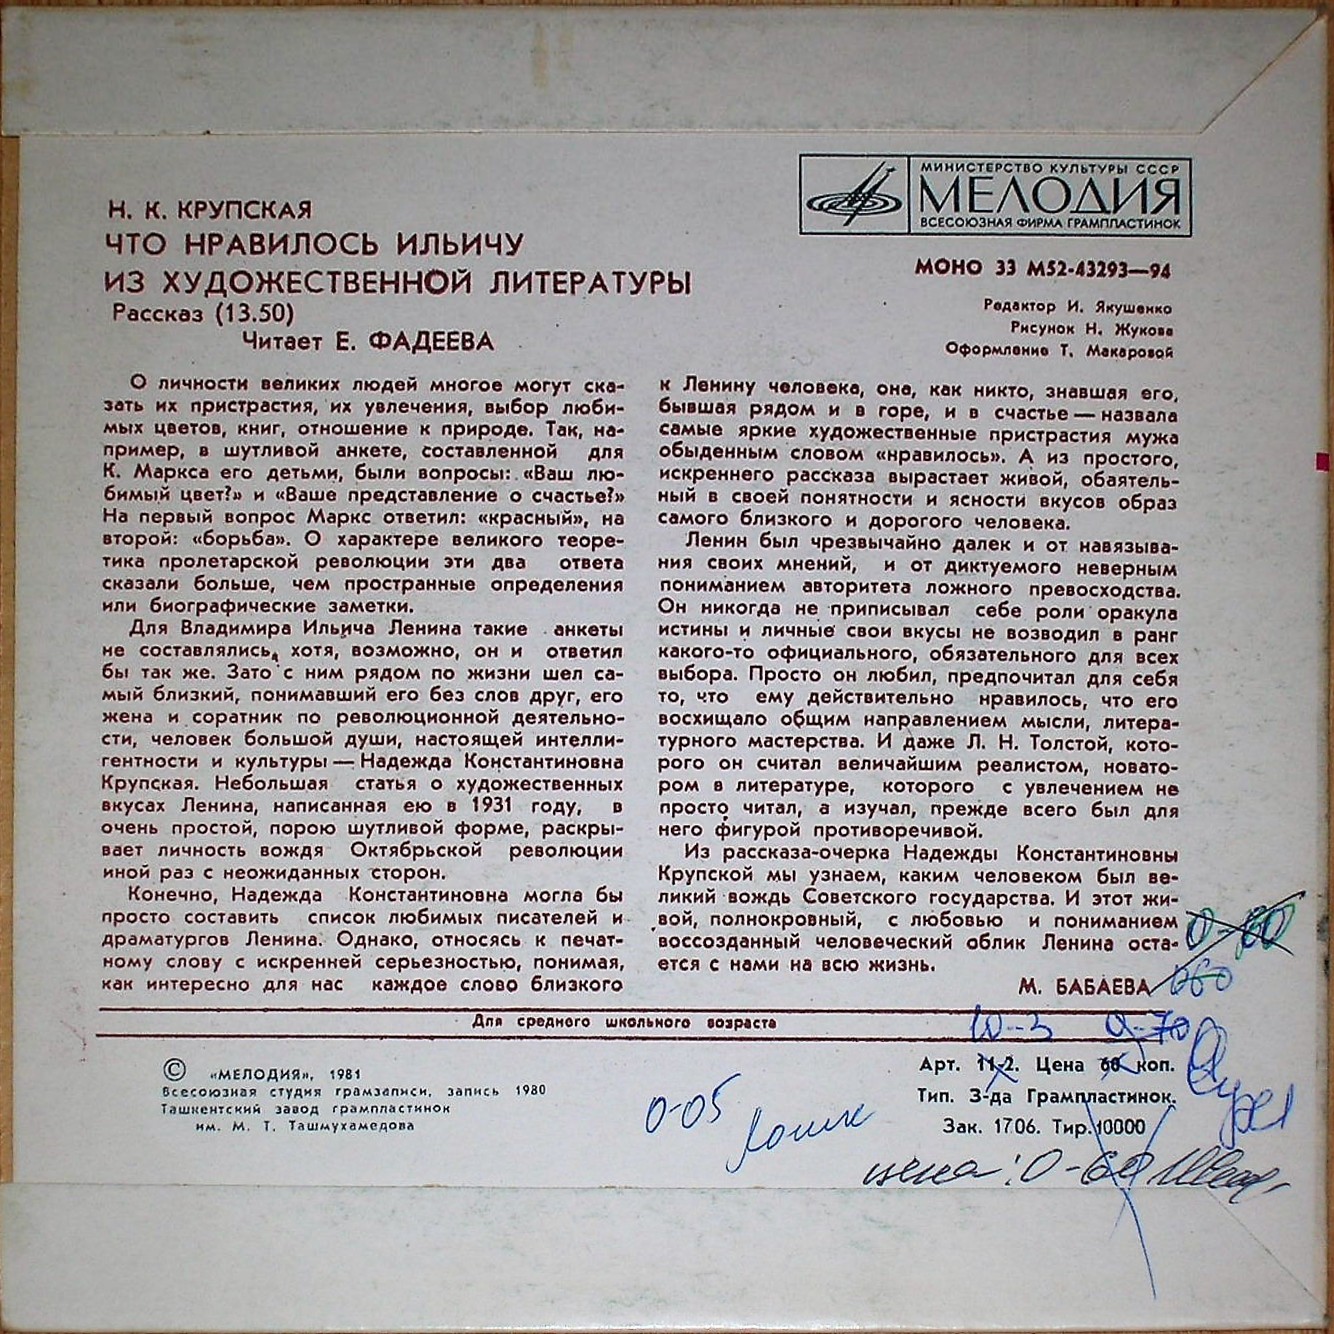 МИНИСТЕРСТВО КУЛЬТУРЫ СССР
МЕЛОДИЯ
ВСЕСОЮЗНАЯ ФИРМА ГРАМПЛАСТИНОК
Н. К. КРУПСКАЯ
ЧТО НРАВИЛОСЬ ИЛЬИЧУ
ИЗ ХУДОЖЕСТВЕННОЙ ЛИТЕРАТУРЫ
Рассказ (13.50)
Читает Е. ФАДЕЕВА
МОНО 33 М52-43293—94
Редактор И. Якушенко
Рисунок Н. Жукова
Оформление Т. Макаровой
О личности великих людей многое могут ска-
зать их пристрастия, их увлечения, выбор люби-
мых цветов, книг, отношение к природе. Так, на-
пример, в шутливой анкете, составленной для
К. Маркса его детьми, были вопросы: «Ваш лю-
бимый цвет?» и «Ваше представление о счастье?»
На первый вопрос Маркс ответил: «красный», на
второй: «борьба». О характере великого теоре-
тика пролетарской революции эти два ответа
сказали больше, чем пространные определения
или биографические заметки.
Для Владимира Ильича Ленина такие анкеты
не составлялись, хотя, возможно, он и ответил
бы так же. Зато с ним рядом по жизни шел са-
мый близкий, понимавший его без слов друг, его
жена и соратник по революционной деятельно-
сти, человек большой души, настоящей интелли-
гентности и культуры — Надежда Константиновна
Крупская. Небольшая статья о художественных
вкусах Ленина, написанная ею в 1931 году, в
очень простой, порою шутливой форме, раскры-
вает личность вождя Октябрьской революции
иной раз с неожиданных сторон.
Конечно, Надежда Константиновна могла бы
просто составить список любимых писателей и
драматургов Ленина. Однако, относясь к печат-
ному слову с искренней серьезностью, понимая,
как интересно для нас каждое слово близкого
к Ленину человека, она, как никто, знавшая его,
бывшая рядом и в горе, и в счастье — назвала
самые яркие художественные пристрастия мужа
обыденным словом «нравилось». А из простого,
искреннего рассказа вырастает живой, обаятель-
ный в своей понятности и ясности вкусов образ
самого близкого и дорогого человека.
Ленин был чрезвычайно далек и от навязыва-
ния своих мнений, и от диктуемого неверным
пониманием авторитета ложного превосходства.
Он никогда не приписывал себе роли оракула
истины и личные свои вкусы не возводил в ранг
какого-то официального, обязательного для всех
выбора. Просто он любил, предпочитал для себя
то, что ему действительно нравилось, что его
восхищало общим направлением мысли, литера-
турного мастерства. И даже Л. Н. Толстой, кото-
рого он считал величайшим реалистом, новато-
ром в литературе, которого с увлечением не
просто читал, а изучал, прежде всего был для
него фигурой противоречивой.
Из рассказа-очерка Надежды Константиновны
Крупской мы узнаем, каким человеком был ве-
ликий вождь Советского государства. И этот жи-
вой, полнокровный, с любовью и пониманием
воссозданный человеческий облик Ленина оста-
ется с нами на всю жизнь.
М. БАБАЕВА
0-80
060
10-3 0-70
Для среднего школьного возраста
© «МЕЛОДИЯ», 1981
Всесоюзная студия грамзаписи, запись 1980
Ташкентский завод грампластинок
им. М. Т. Ташмухамедова
Арт. 11-2. Цена 60 коп.
Тип. З-да Грампластинок.
Зак. 1706. Тир. 10000
0-05
цена: 0-60